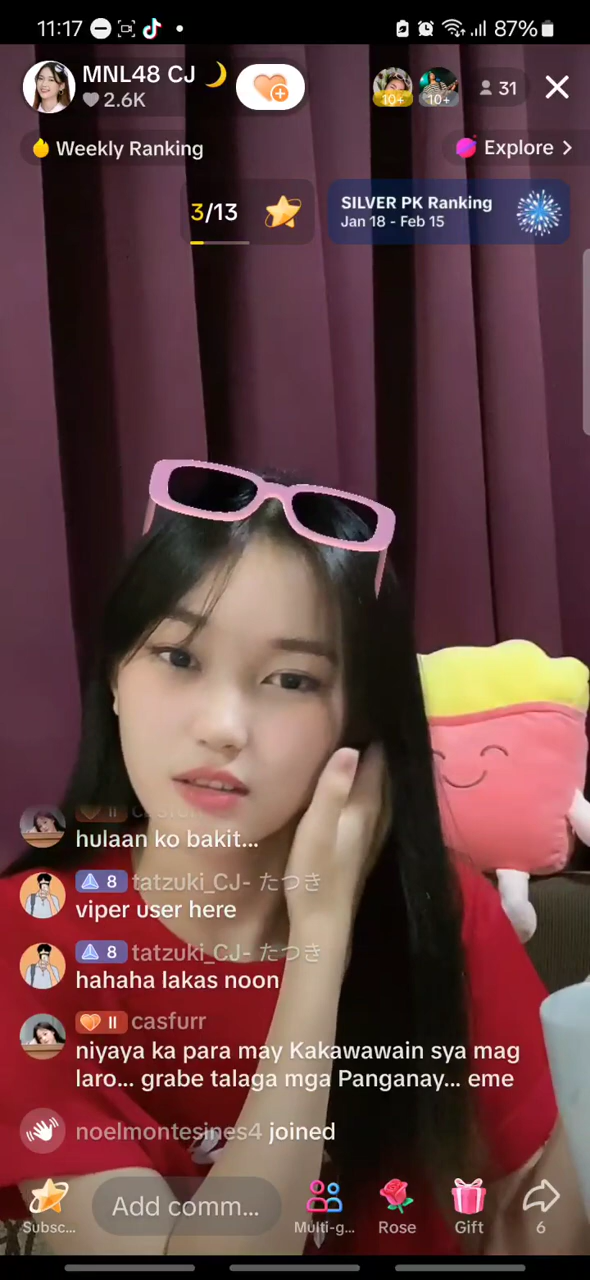 11:17
87%
MNL48 CJ 🌙
2.6K
10+
10+
31
Weekly Ranking
Explore >
3/13
SILVER PK Ranking
Jan 18 - Feb 15
II
hulaan ko bakit...
8 tatzuki_CJ- たつき
viper user here
8 tatzuki_CJ- たつき
hahaha lakas noon
II casfurr
niyaya ka para may Kakawawain sya mag
laro... grabe talaga mga Panganay... eme
noelmontesines4 joined
Subsc...
Add comm...
Multi-g...
Rose
Gift
6